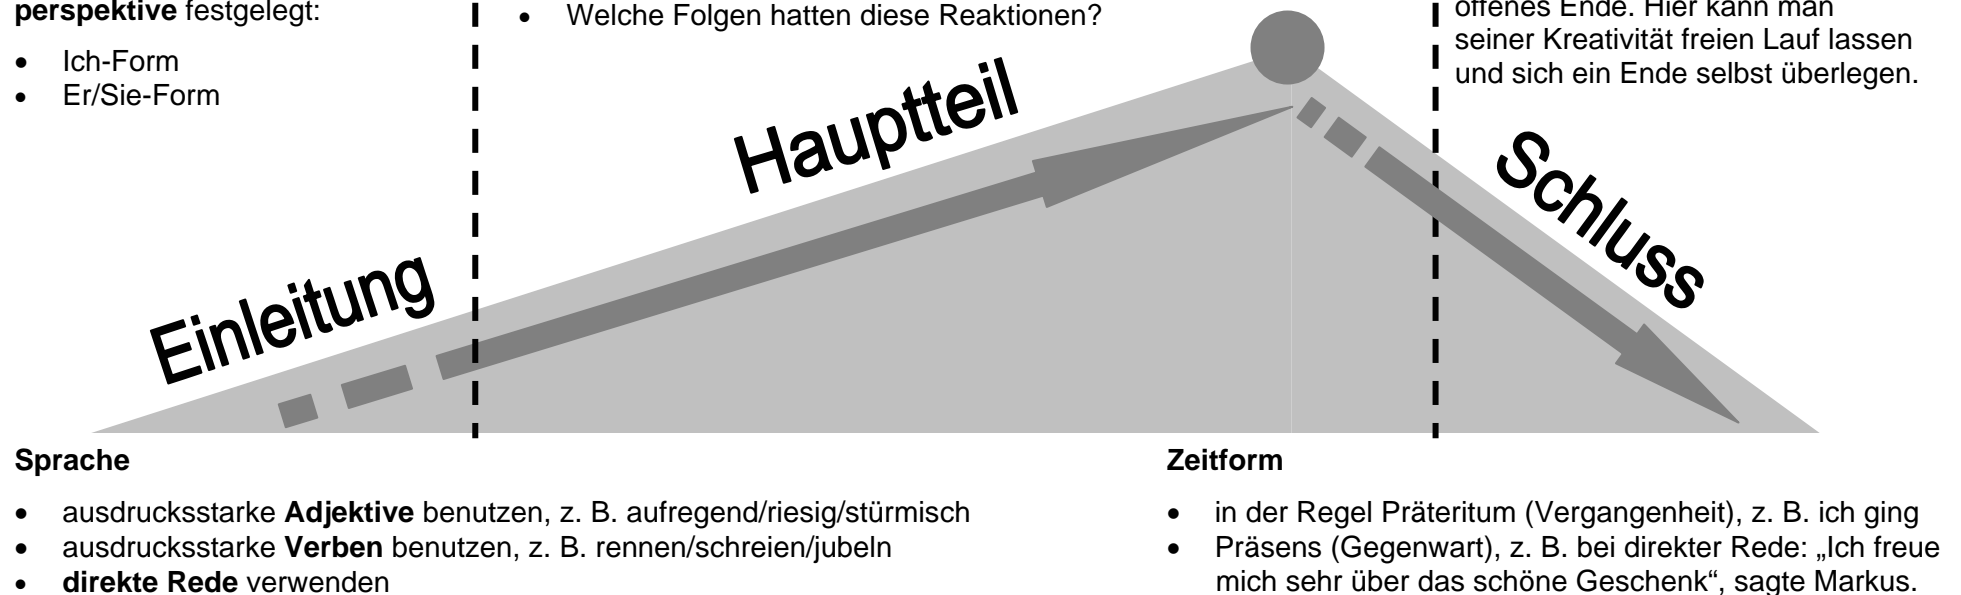 perspektive festgelegt:
• Ich-Form
• Er/Sie-Form
• Welche Folgen hatten diese Reaktionen?
offenes Ende. Hier kann man
seiner Kreativität freien Lauf lassen
und sich ein Ende selbst überlegen.
Einleitung
Hauptteil
Schluss
Sprache
• ausdrucksstarke Adjektive benutzen, z. B. aufregend/riesig/stürmisch
• ausdrucksstarke Verben benutzen, z. B. rennen/schreien/jubeln
• direkte Rede verwenden
Zeitform
• in der Regel Präteritum (Vergangenheit), z. B. ich ging
• Präsens (Gegenwart), z. B. bei direkter Rede: „Ich freue
mich sehr über das schöne Geschenk“, sagte Markus.